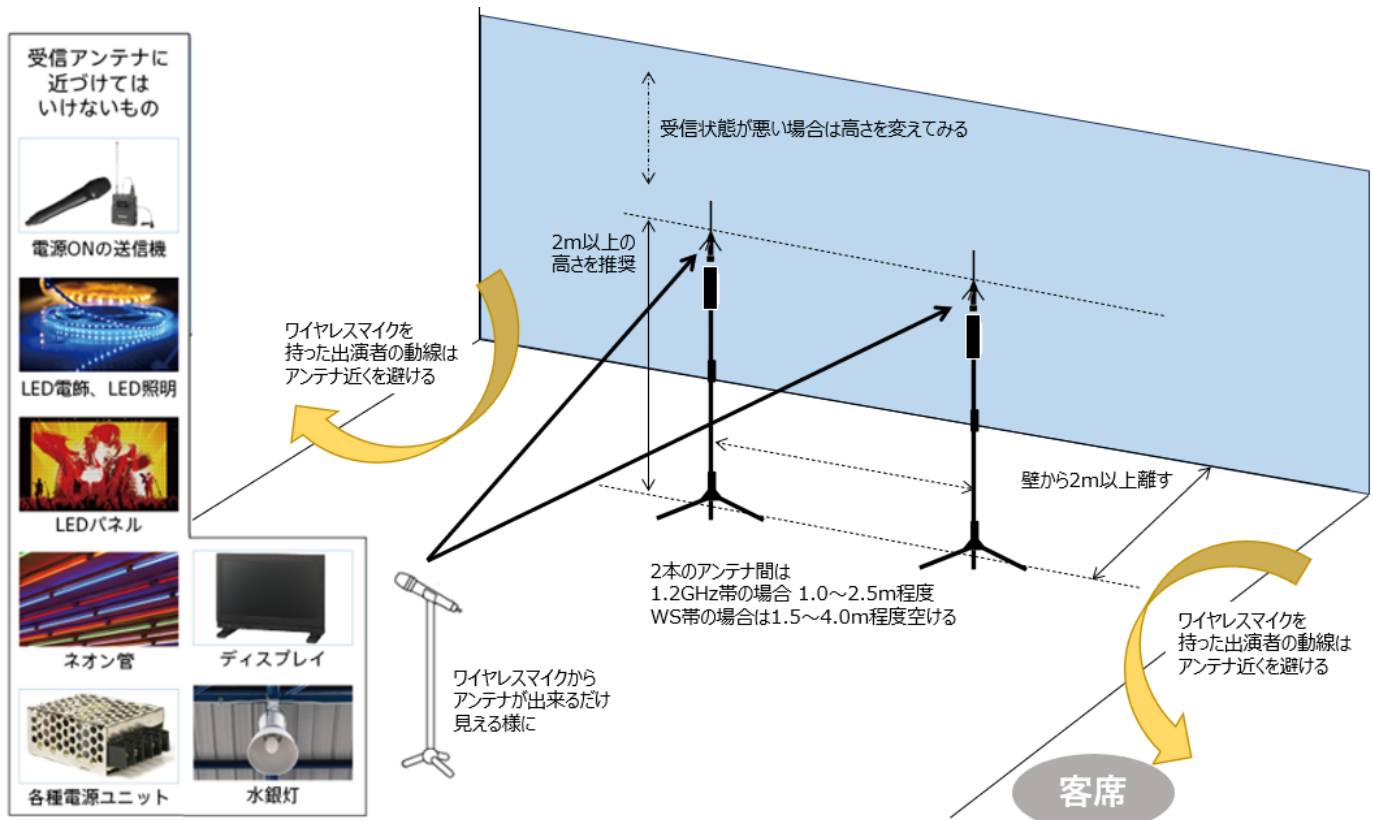 受信アンテナに
近づけては
いけないもの
電源ONの送信機
LED電飾、LED照明
LEDパネル
ネオン管
ディスプレイ
各種電源ユニット
水銀灯
受信状態が悪い場合は高さを変えてみる
2m以上の
高さを推奨
ワイヤレスマイクを
持った出演者の動線は
アンテナ近くを避ける
壁から2m以上離す
2本のアンテナ間は
1.2GHz帯の場合 1.0～2.5m程度
WS帯の場合は1.5～4.0m程度空ける
ワイヤレスマイクを
持った出演者の動線は
アンテナ近くを避ける
ワイヤレスマイクから
アンテナが出来るだけ
見える様に
客席